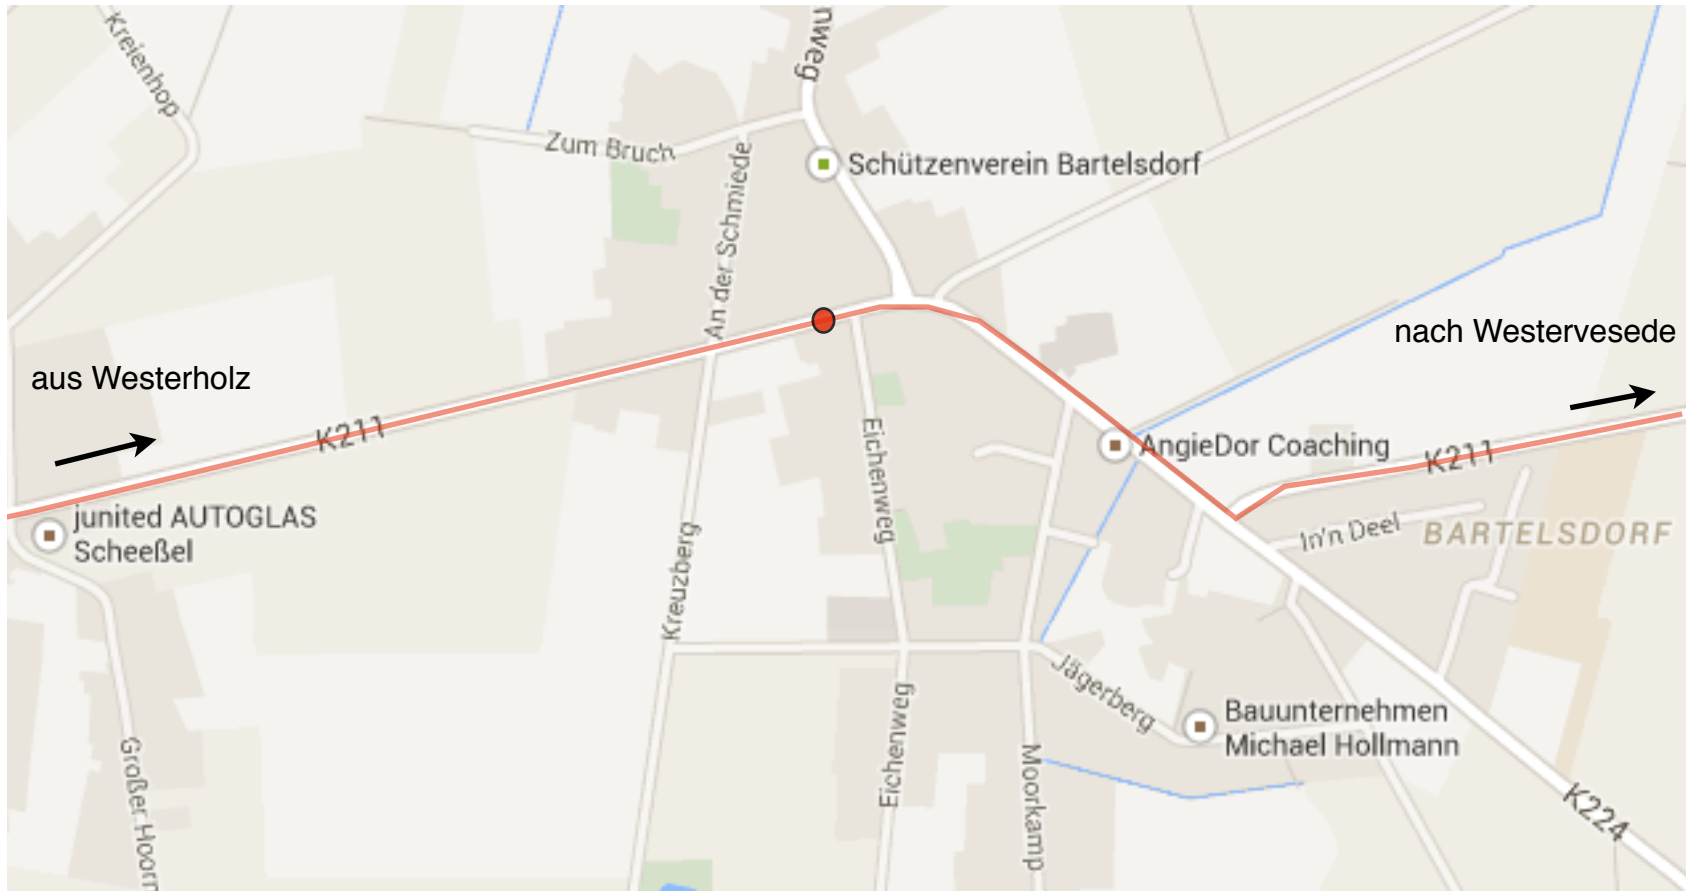 Kreienhop
nweg
Zum Bruch
Schützenverein Bartelsdorf
An der Schmiede
nach Westervesede
aus Westerholz
K211
Eichenweg
AngieDor Coaching
K211
junited AUTOGLAS
Scheeßel
In'n Deel
BARTELSDORF
Kreuzberg
Jägerberg
Bauunternehmen
Michael Hollmann
Eichenweg
Großer Hoorn
Moorkamp
K224